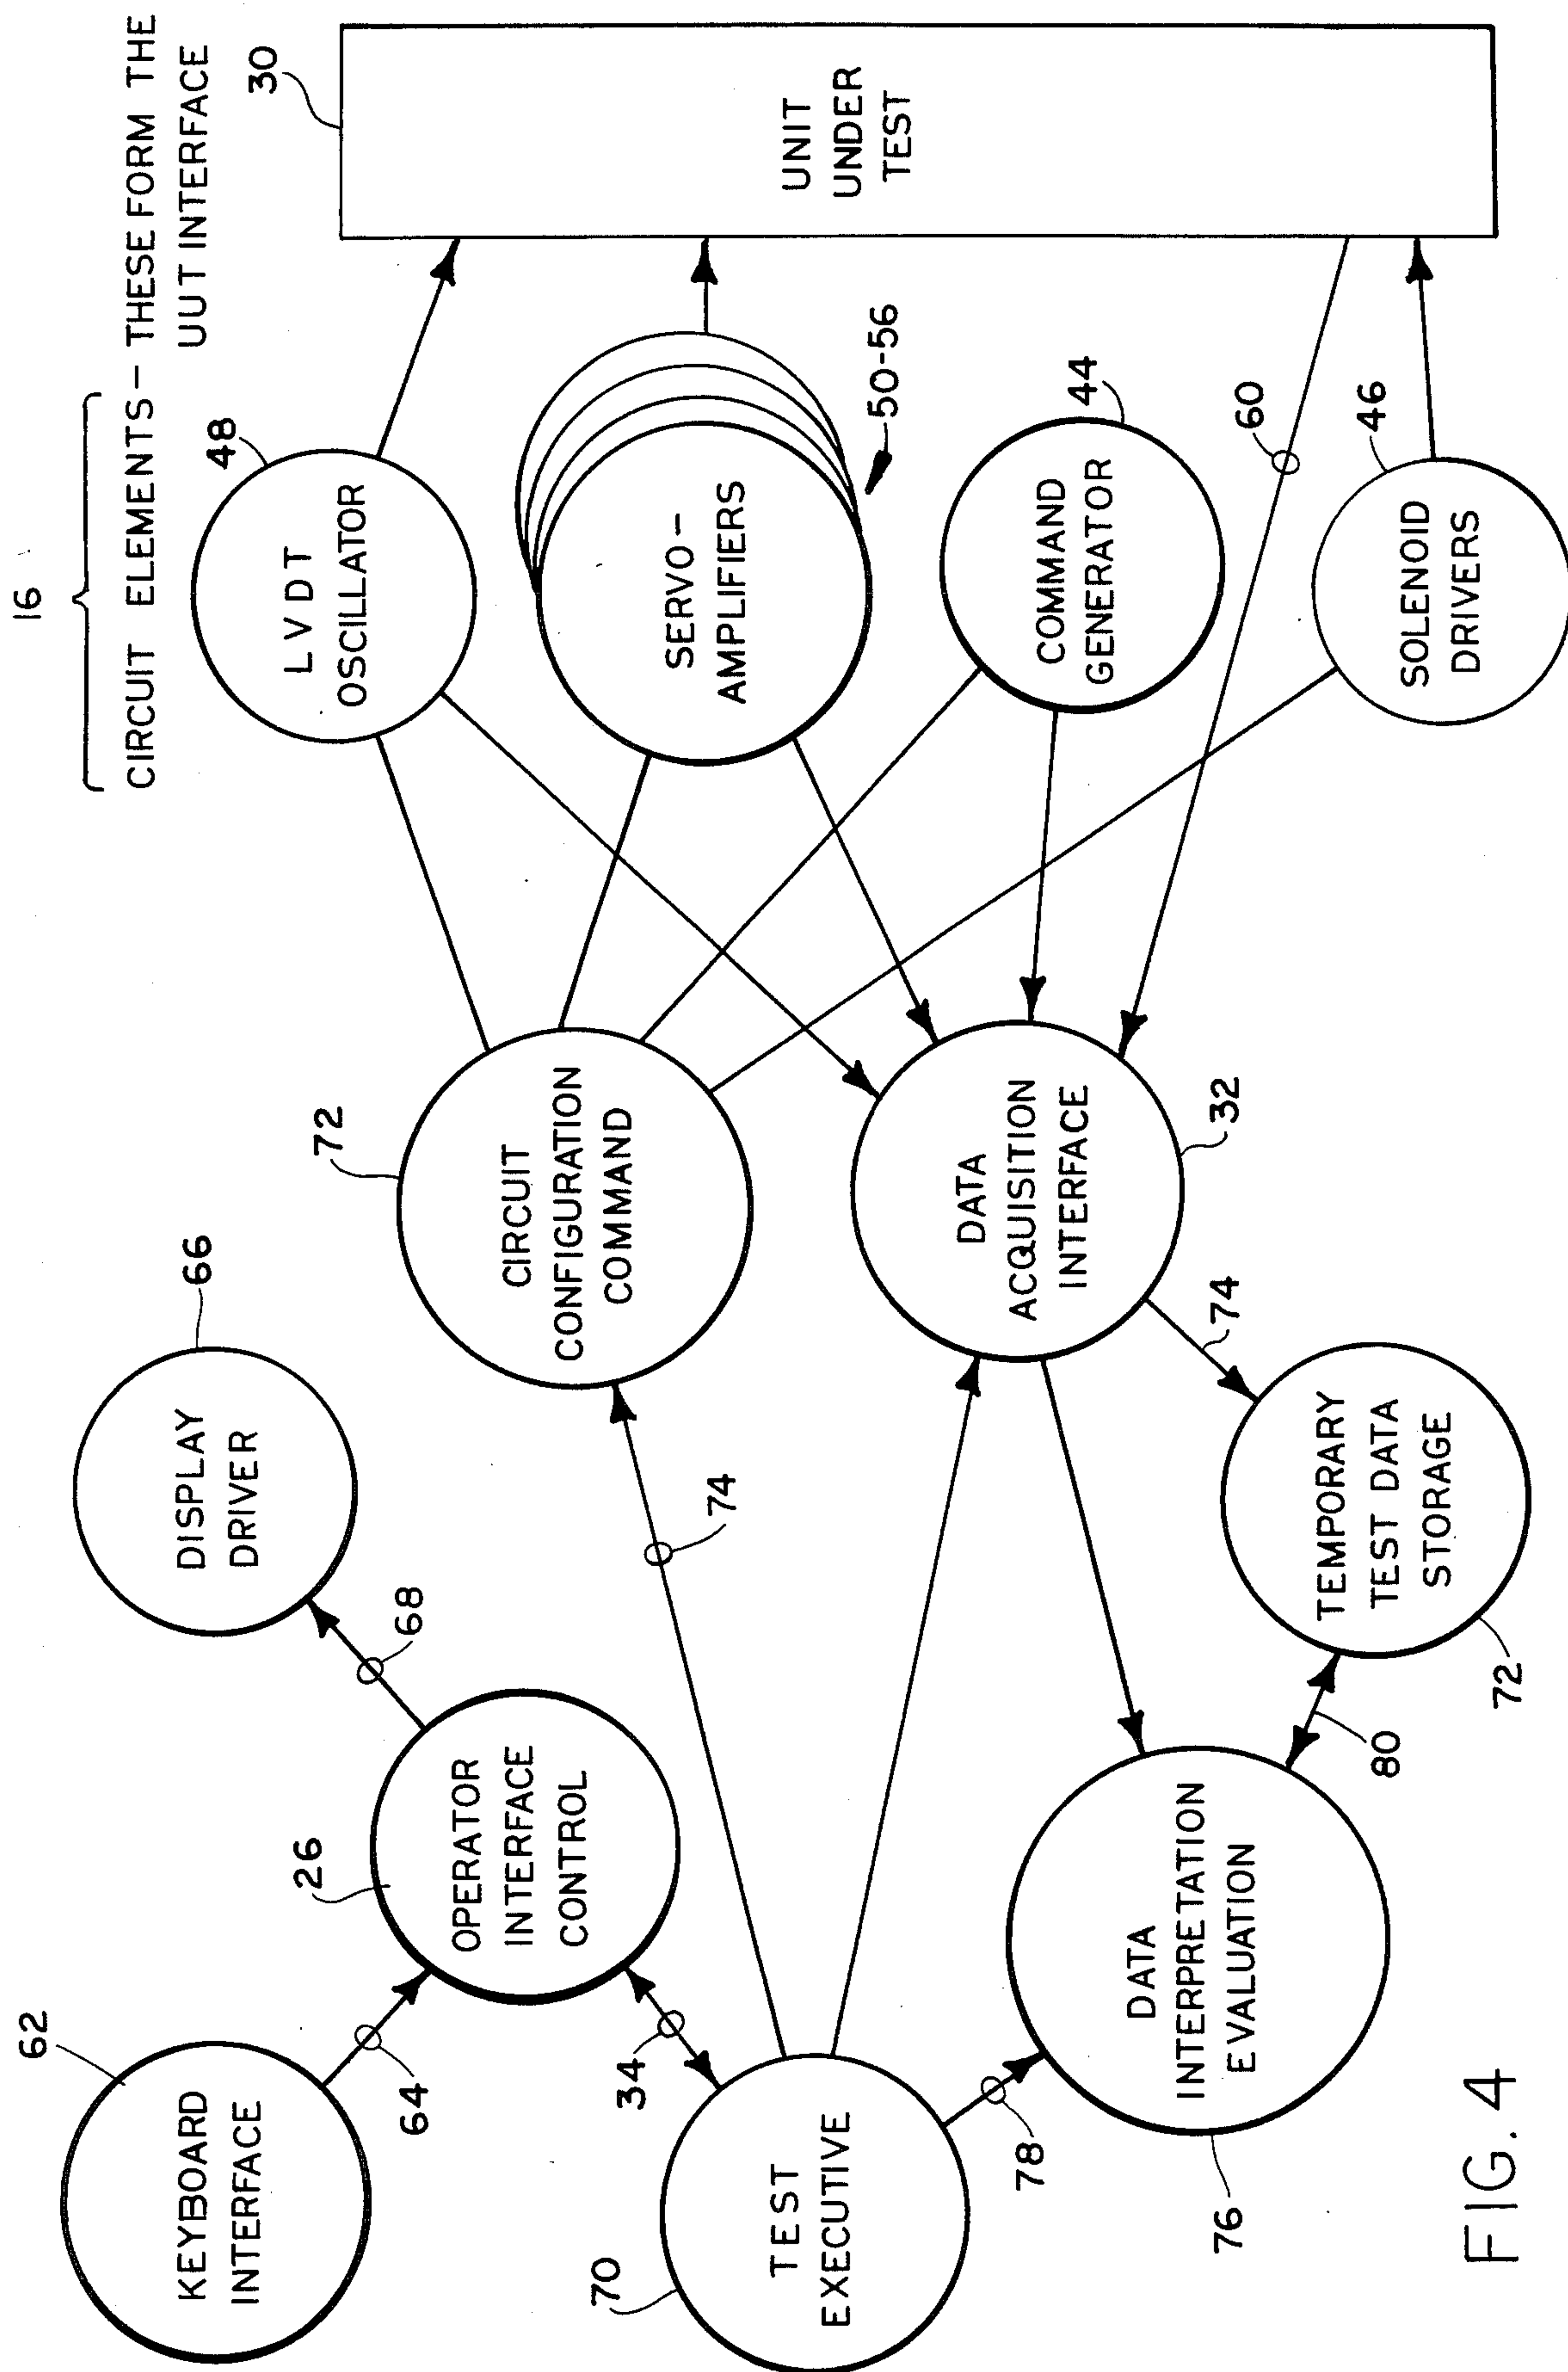 16
CIRCUIT ELEMENTS – THESE FORM THE
UUT INTERFACE
62
KEYBOARD
INTERFACE
64
26
OPERATOR
INTERFACE
CONTROL
68
66
DISPLAY
DRIVER
34
70
TEST
EXECUTIVE
74
72
CIRCUIT
CONFIGURATION
COMMAND
48
LVDT
OSCILLATOR
SERVO-
AMPLIFIERS
50-56
44
COMMAND
GENERATOR
46
SOLENOID
DRIVERS
60
30
UNIT
UNDER
TEST
DATA
ACQUISITION
INTERFACE
32
74
TEMPORARY
TEST DATA
STORAGE
72
80
78
DATA
INTERPRETATION
EVALUATION
76
FIG. 4